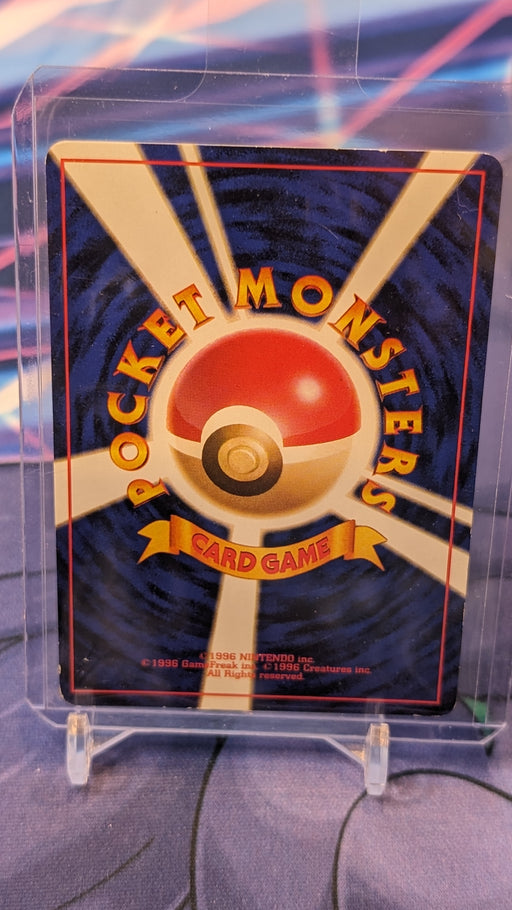 POCKET MONSTERS
CARD GAME
©1996 NINTENDO inc.
©1996 GameFreak inc. ©1996 Creatures inc.
All Rights reserved.